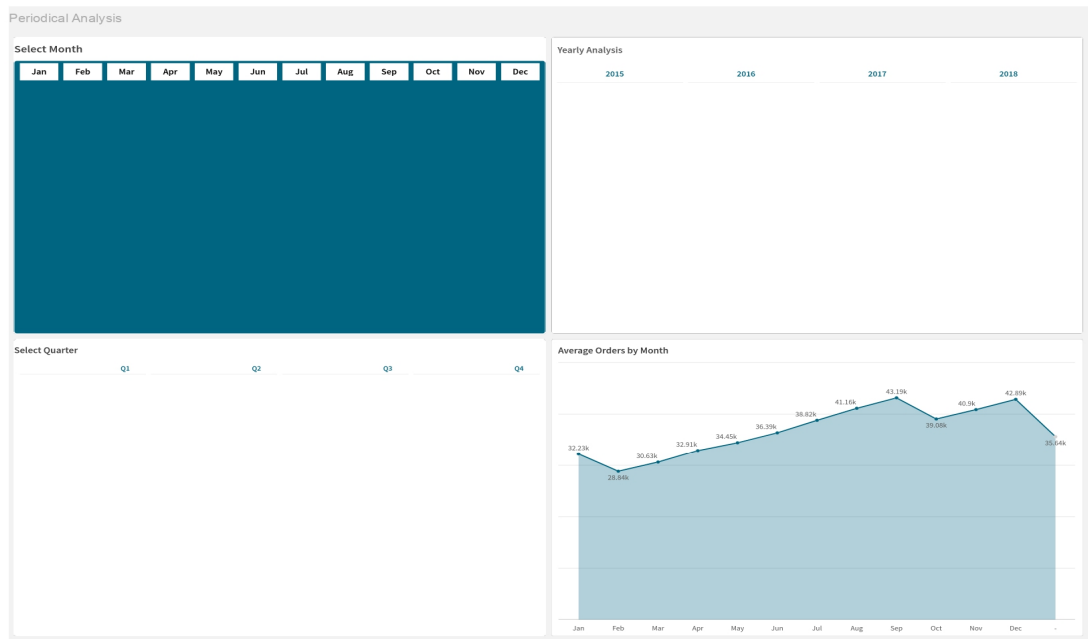 Periodical Analysis
Select Month
Jan Feb Mar Apr May Jun Jul Aug Sep Oct Nov Dec
Yearly Analysis
2015 2016 2017 2018
Select Quarter
Q1 Q2 Q3 Q4
Average Orders by Month
32.23k 28.84k 30.63k 32.91k 34.45k 36.39k 38.82k 41.16k 43.19k 39.08k 40.9k 42.89k 35.64k
Jan Feb Mar Apr May Jun Jul Aug Sep Oct Nov Dec -